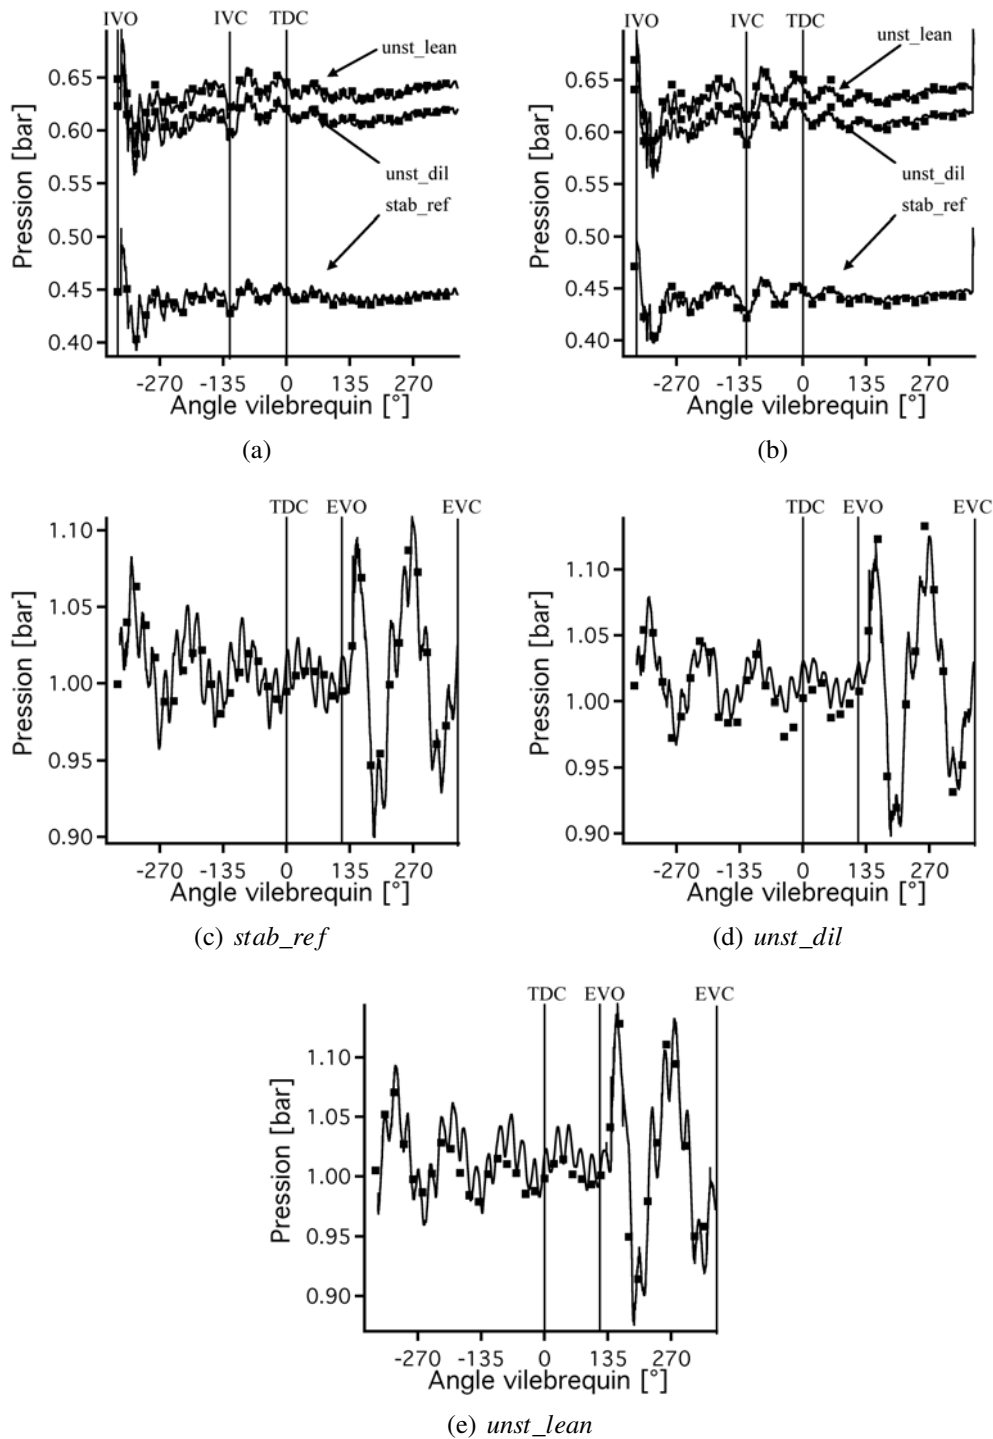 IVO IVC TDC
unst_lean
unst_dil
stab_ref
Pression [bar]
0.65
0.60
0.55
0.50
0.45
0.40
-270 -135 0 135 270
Angle vilebrequin [°]
(a)
IVO IVC TDC
unst_lean
unst_dil
stab_ref
Pression [bar]
0.65
0.60
0.55
0.50
0.45
0.40
-270 -135 0 135 270
Angle vilebrequin [°]
(b)
TDC EVO EVC
Pression [bar]
1.10
1.05
1.00
0.95
0.90
-270 -135 0 135 270
Angle vilebrequin [°]
(c) stab_ref
TDC EVO EVC
Pression [bar]
1.10
1.05
1.00
0.95
0.90
-270 -135 0 135 270
Angle vilebrequin [°]
(d) unst_dil
TDC EVO EVC
Pression [bar]
1.10
1.05
1.00
0.95
0.90
-270 -135 0 135 270
Angle vilebrequin [°]
(e) unst_lean